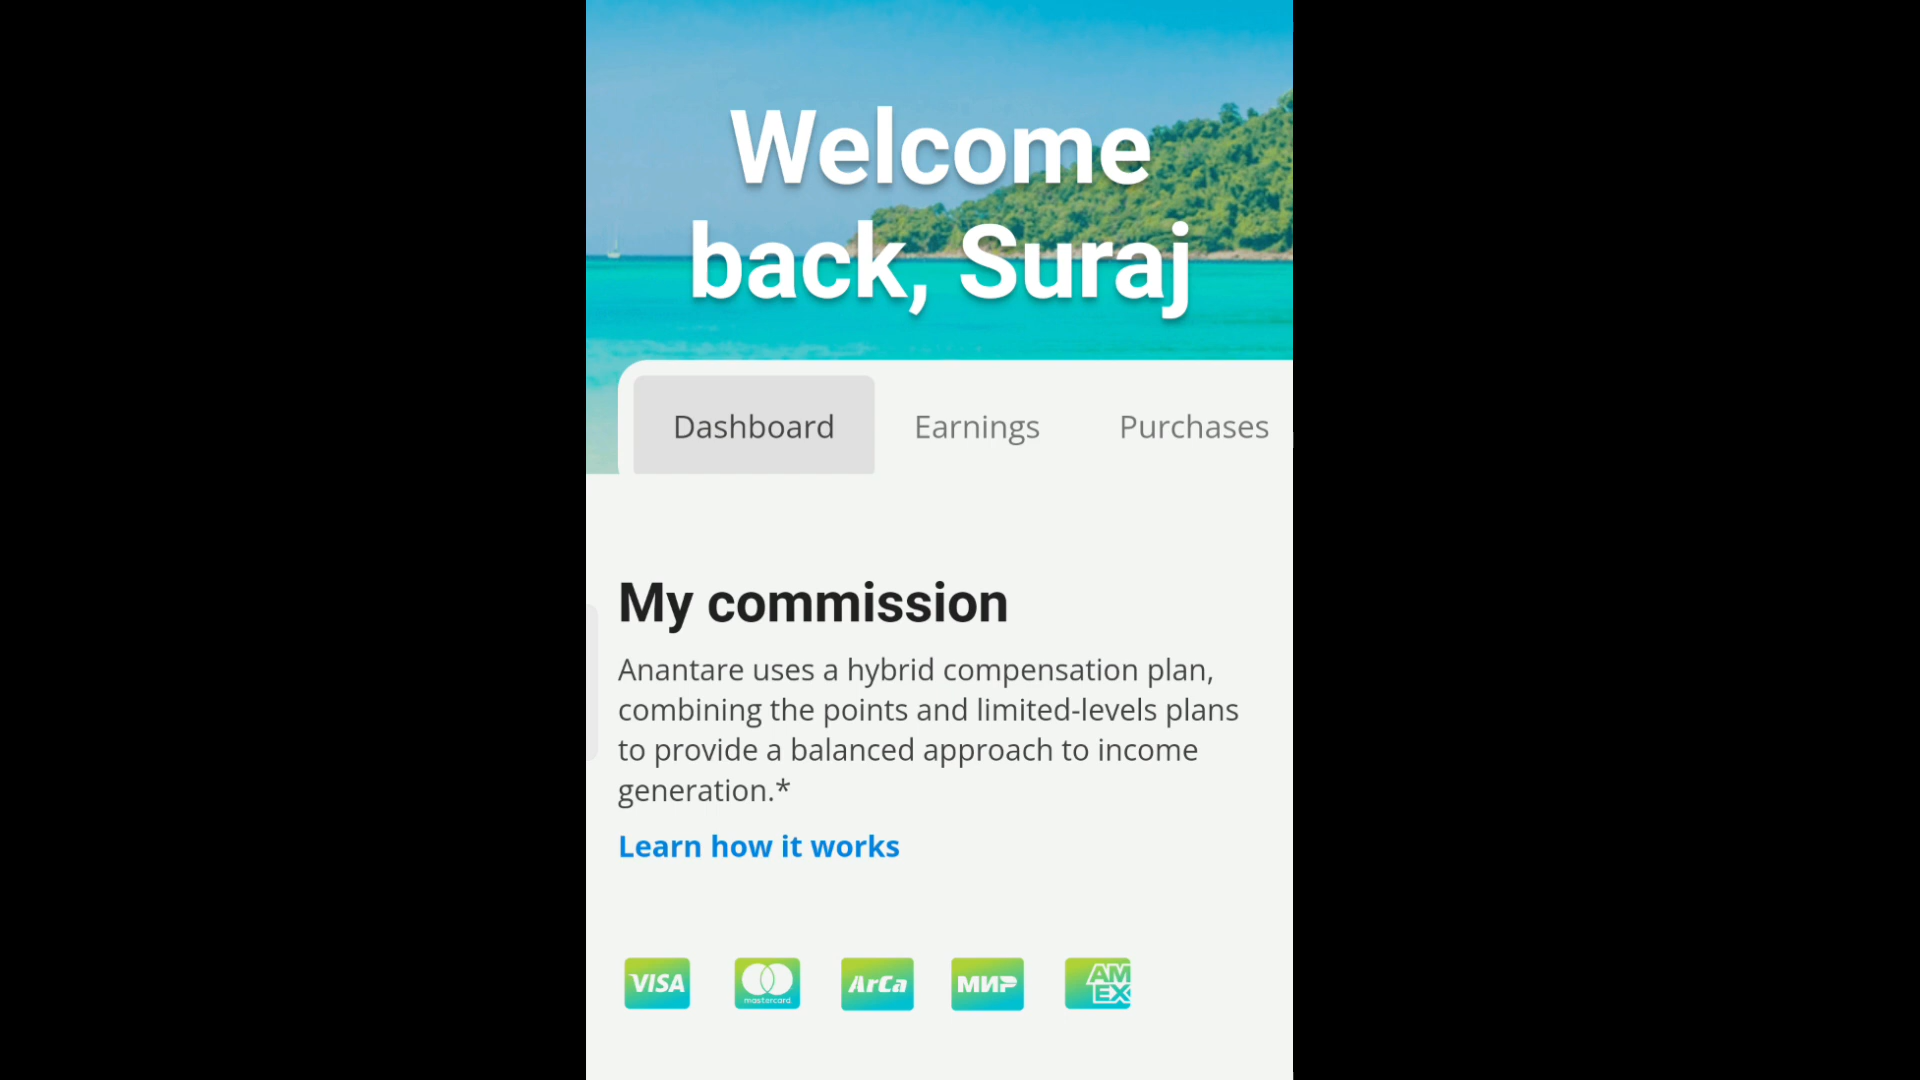 Welcome
back, Suraj
Dashboard Earnings Purchases
My commission
Anantare uses a hybrid compensation plan,
combining the points and limited-levels plans
to provide a balanced approach to income
generation.*
Learn how it works
VISA mastercard ArCa МИР AM
EX